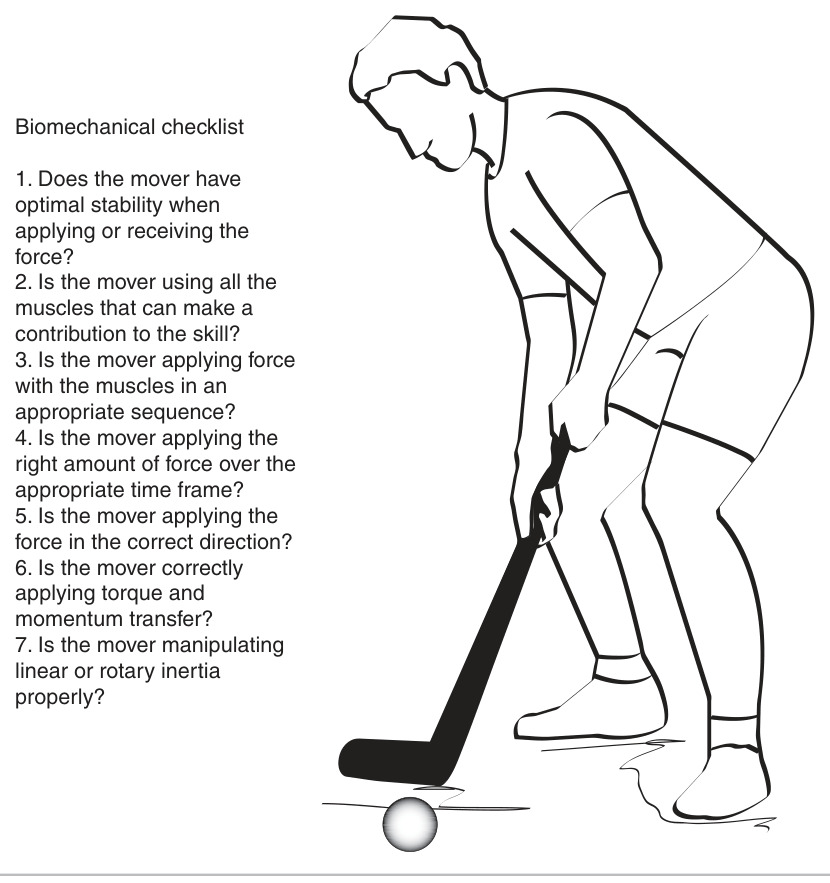 Biomechanical checklist
1. Does the mover have
optimal stability when
applying or receiving the
force?
2. Is the mover using all the
muscles that can make a
contribution to the skill?
3. Is the mover applying force
with the muscles in an
appropriate sequence?
4. Is the mover applying the
right amount of force over the
appropriate time frame?
5. Is the mover applying the
force in the correct direction?
6. Is the mover correctly
applying torque and
momentum transfer?
7. Is the mover manipulating
linear or rotary inertia
properly?